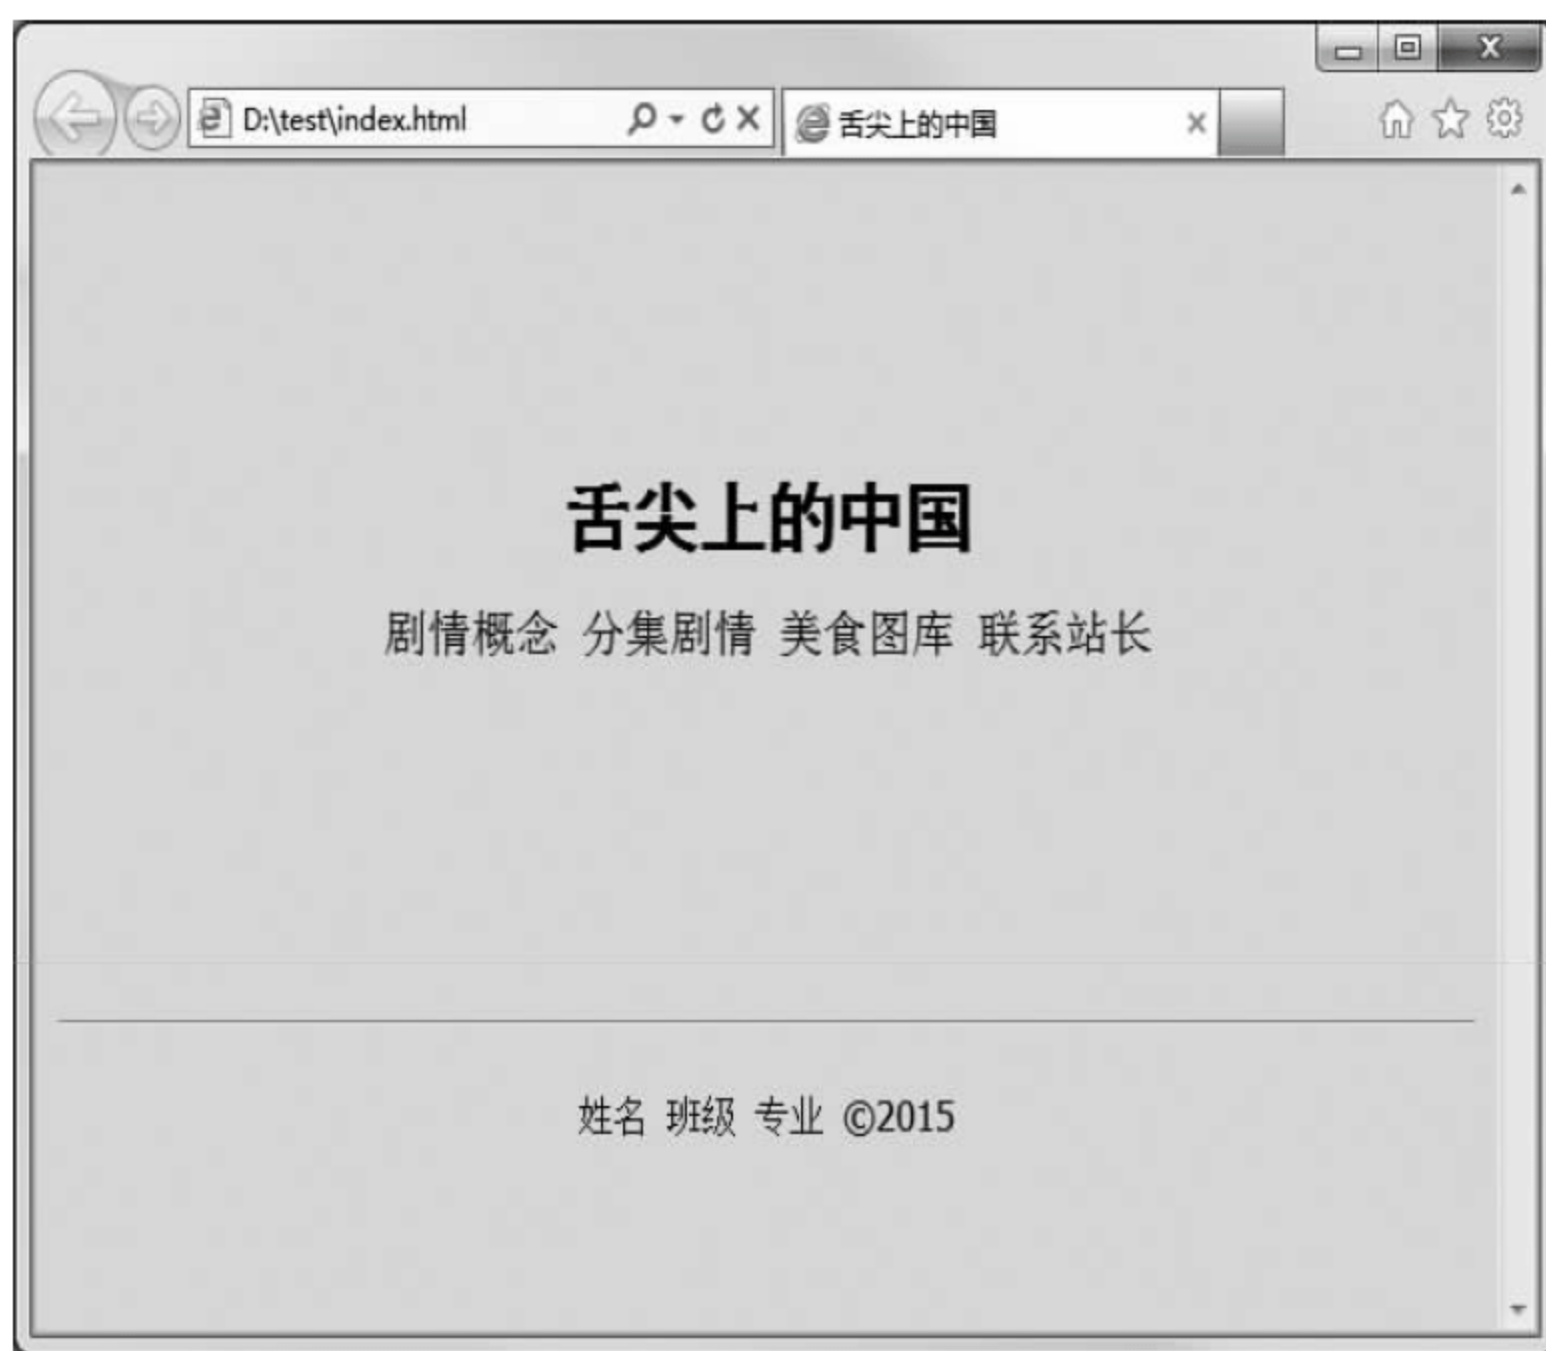 D:\test\index.html
舌尖上的中国
舌尖上的中国
剧情概念 分集剧情 美食图库 联系站长
姓名 班级 专业 ©2015